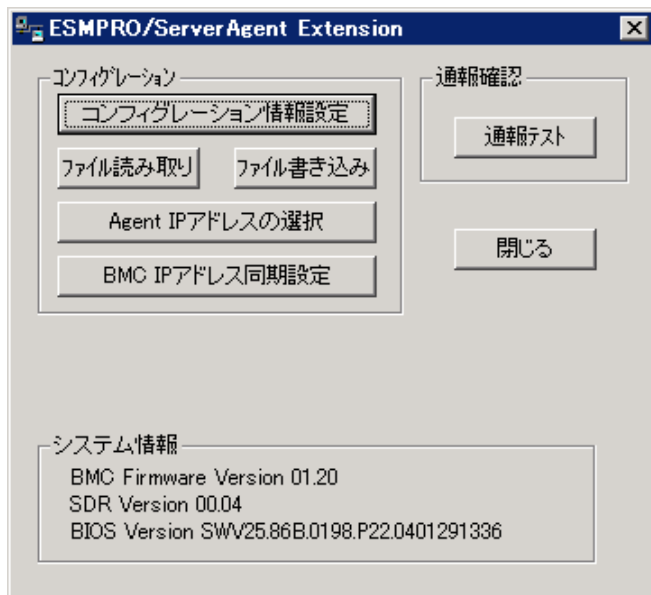 ESMPRO/ServerAgent Extension
コンフィグレーション
コンフィグレーション情報設定
ファイル読み取り
ファイル書き込み
Agent IPアドレスの選択
BMC IPアドレス同期設定
通報確認
通報テスト
閉じる
システム情報
BMC Firmware Version 01.20
SDR Version 00.04
BIOS Version SWV25.86B.0198.P22.0401291336